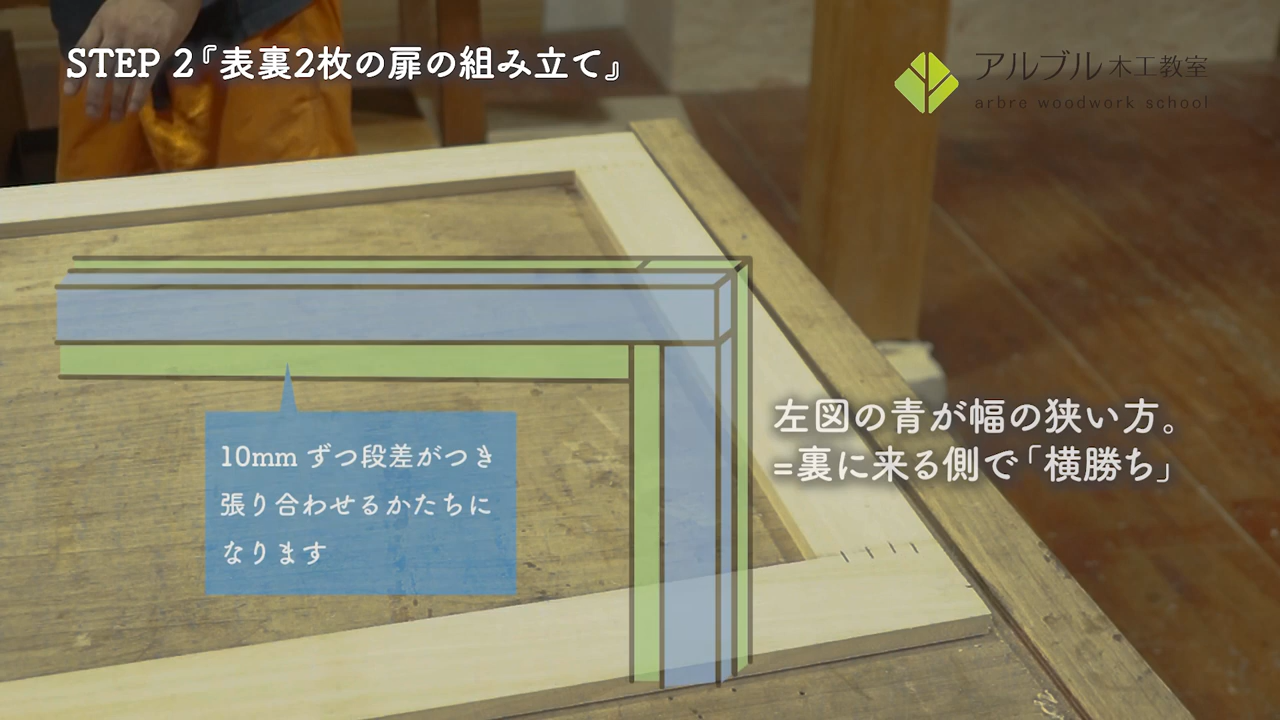 STEP 2『表裏2枚の扉の組み立て』
アルブル木工教室
arbre woodwork school
左図の青が幅の狭い方。
=裏に来る側で「横勝ち」
10mm ずつ段差がつき
張り合わせるかたちに
なります